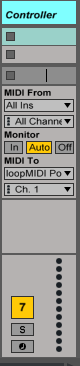 Controller
MIDI From
All Ins
All Channe
Monitor
In Auto Off
MIDI To
loopMIDI Po
Ch. 1
7
S